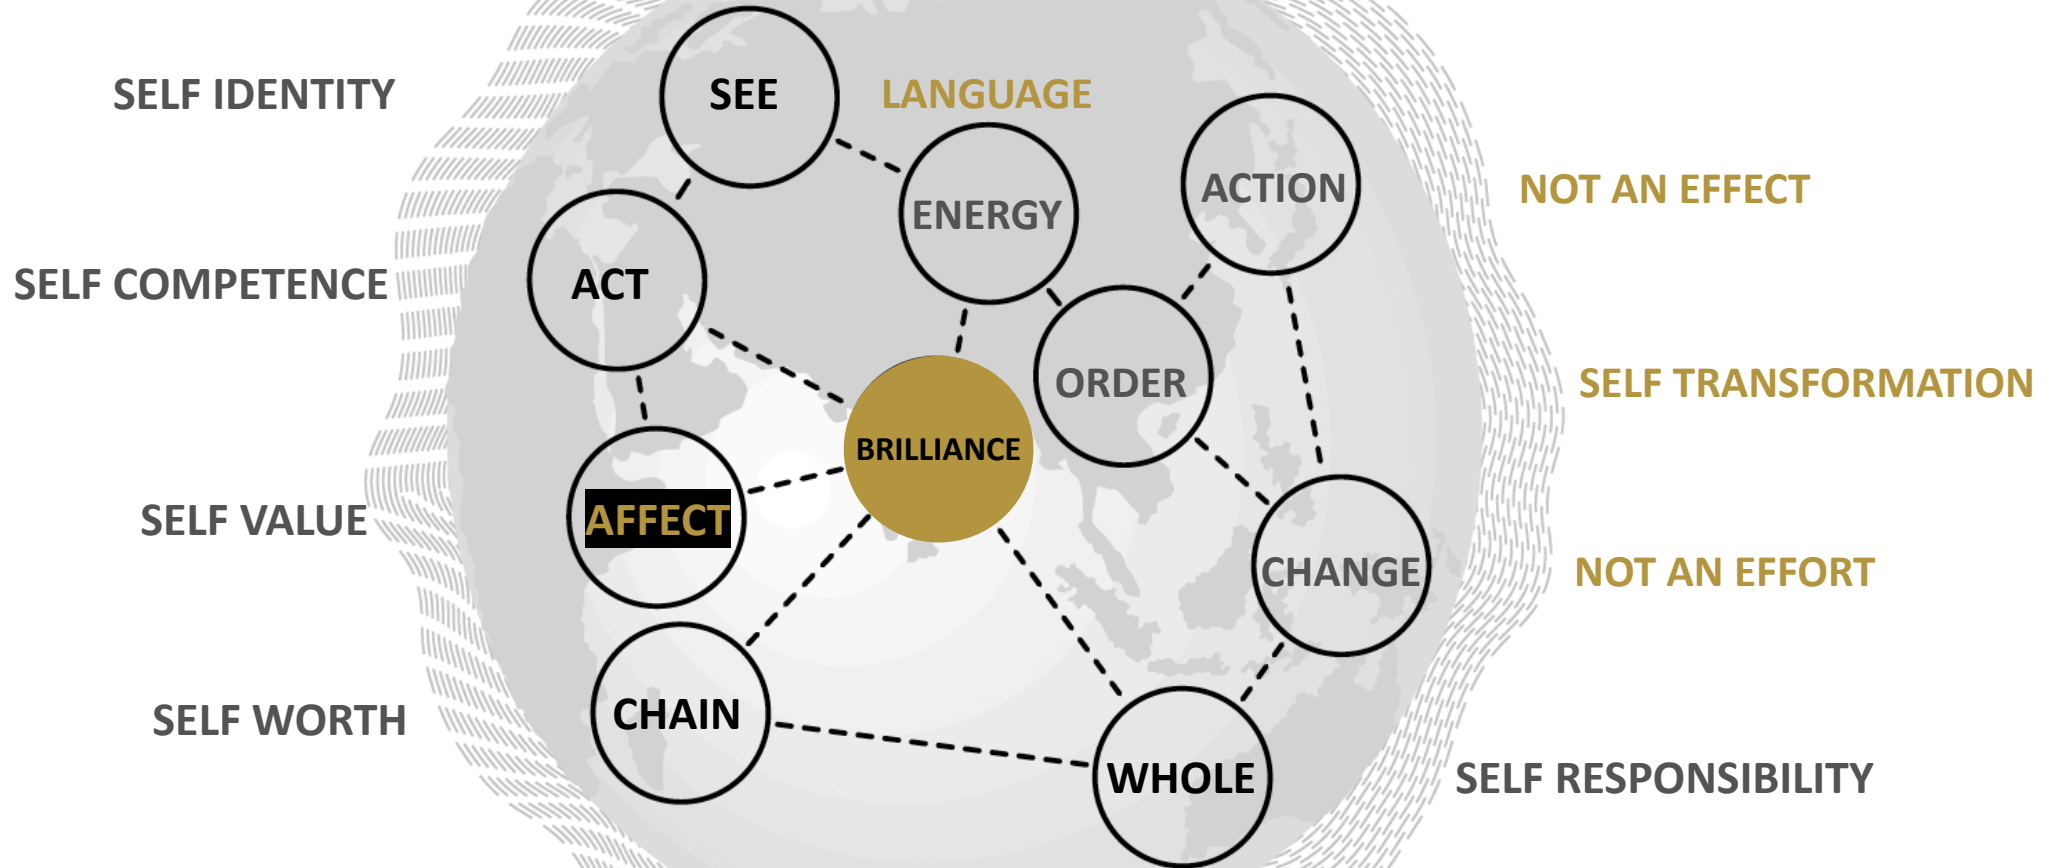 SELF IDENTITY
SEE
LANGUAGE
ENERGY
ACTION
NOT AN EFFECT
SELF COMPETENCE
ACT
ORDER
SELF TRANSFORMATION
BRILLIANCE
SELF VALUE
AFFECT
CHANGE
NOT AN EFFORT
SELF WORTH
CHAIN
WHOLE
SELF RESPONSIBILITY